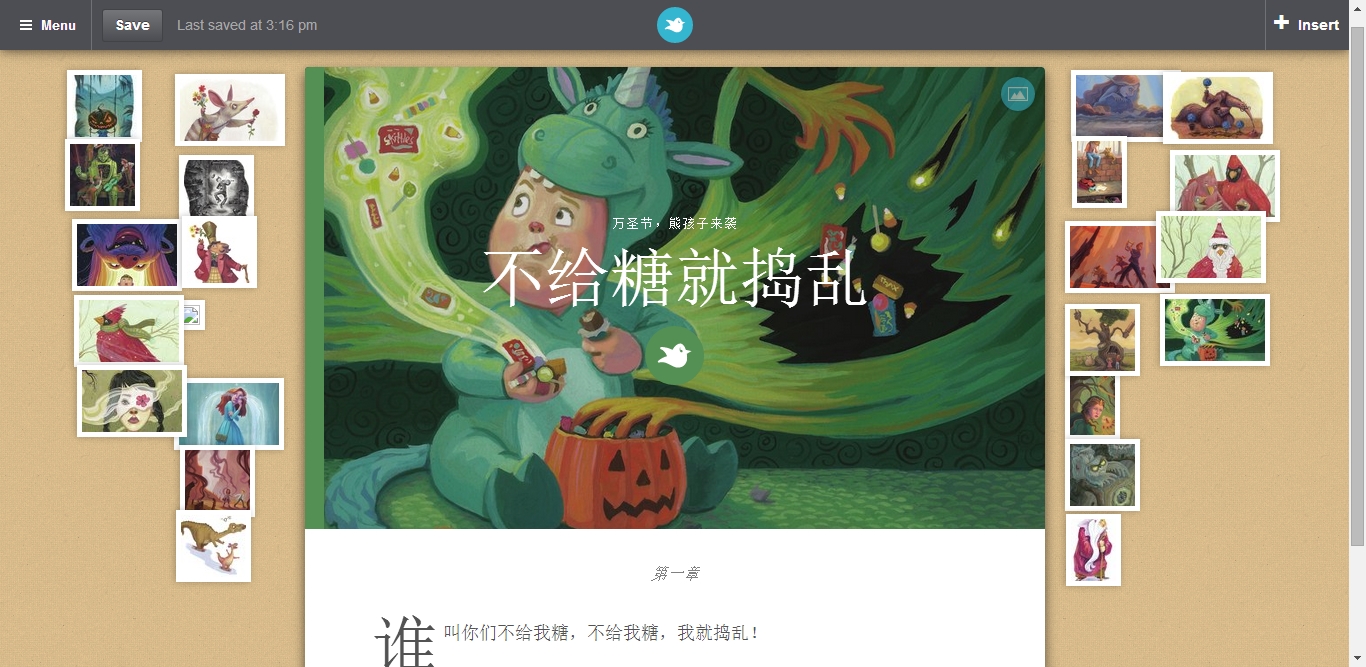 Menu
Save
Last saved at 3:16 pm
Insert
Skittles
万圣节，熊孩子来袭
不给糖就捣乱
第一章
谁叫你们不给我糖，不给我糖，我就捣乱！